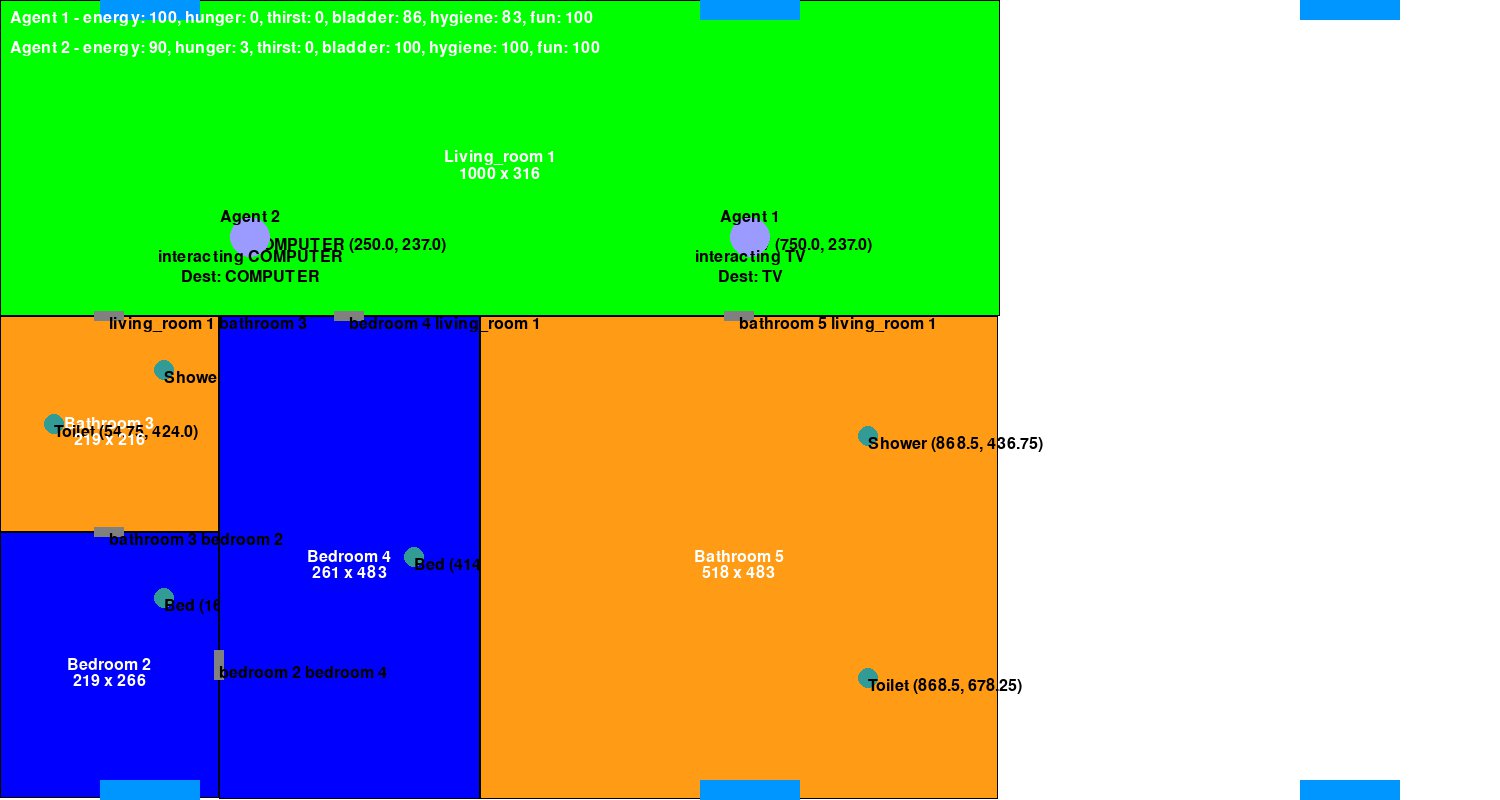 Agent 1 - energy: 100, hunger: 0, thirst: 0, bladder: 86, hygiene: 83, fun: 100
Agent 2 - energy: 90, hunger: 3, thirst: 0, bladder: 100, hygiene: 100, fun: 100
Living_room 1
1000 x 316
Agent 2
Agent 1
OMPUTER (250.0, 237.0)
(750.0, 237.0)
interacting COMPUTER
interacting TV
Dest: COMPUTER
Dest: TV
living_room 1 bathroom 3
bedroom 4 living_room 1
bathroom 5 living_room 1
Showe
Bathroom 3
Toilet (54.75, 424.0)
219 x 216
Shower (868.5, 436.75)
bathroom 3 bedroom 2
Bedroom 4
261 x 483
Bed (414
Bathroom 5
518 x 483
Bed (16
Bedroom 2
219 x 266
bedroom 2 bedroom 4
Toilet (868.5, 678.25)